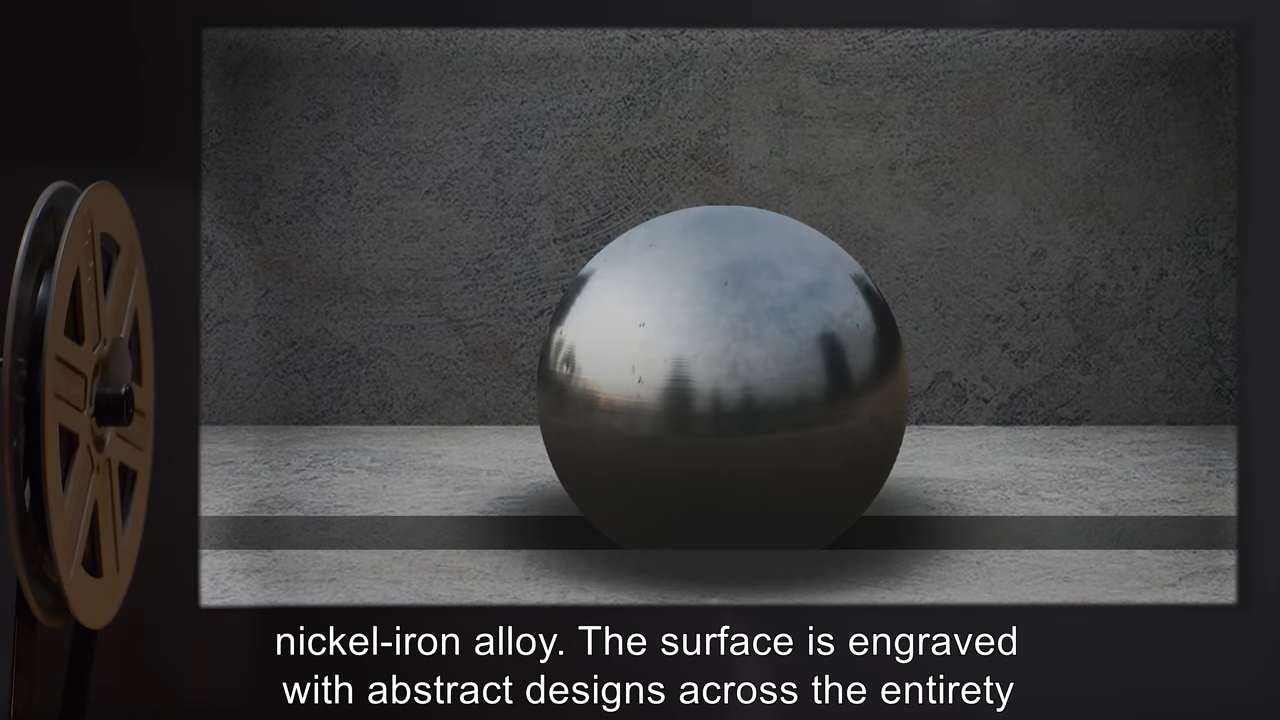 nickel-iron alloy. The surface is engraved
with abstract designs across the entirety